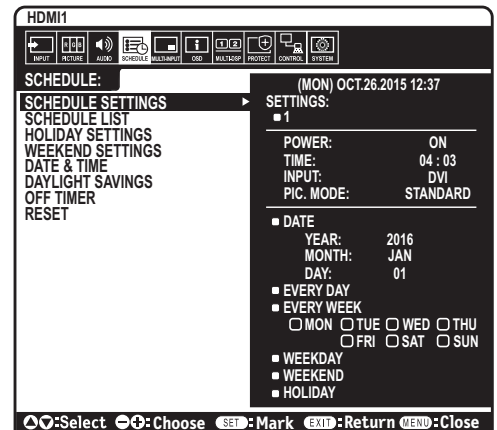 HDMI1
INPUT PICTURE AUDIO SCHEDULE MULTI-INPUT OSD MULTI-DSP PROTECT CONTROL SYSTEM
SCHEDULE:
SCHEDULE SETTINGS
SCHEDULE LIST
HOLIDAY SETTINGS
WEEKEND SETTINGS
DATE & TIME
DAYLIGHT SAVINGS
OFF TIMER
RESET
(MON) OCT.26.2015 12:37
SETTINGS:
1
POWER: ON
TIME: 04 : 03
INPUT: DVI
PIC. MODE: STANDARD
DATE
YEAR: 2016
MONTH: JAN
DAY: 01
EVERY DAY
EVERY WEEK
MON TUE WED THU
FRI SAT SUN
WEEKDAY
WEEKEND
HOLIDAY
:Select :Choose SET:Mark EXIT:Return MENU:Close